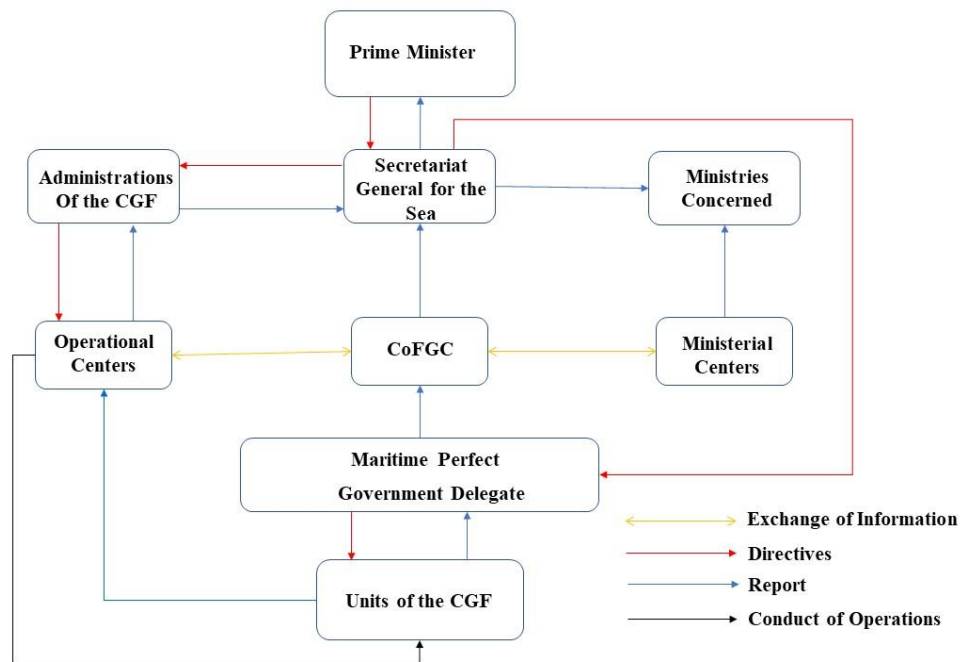 Prime Minister
Administrations
Of the CGF
Secretariat
General for the
Sea
Ministries
Concerned
Operational
Centers
CoFGC
Ministerial
Centers
Maritime Perfect
Government Delegate
Units of the CGF
Exchange of Information
Directives
Report
Conduct of Operations